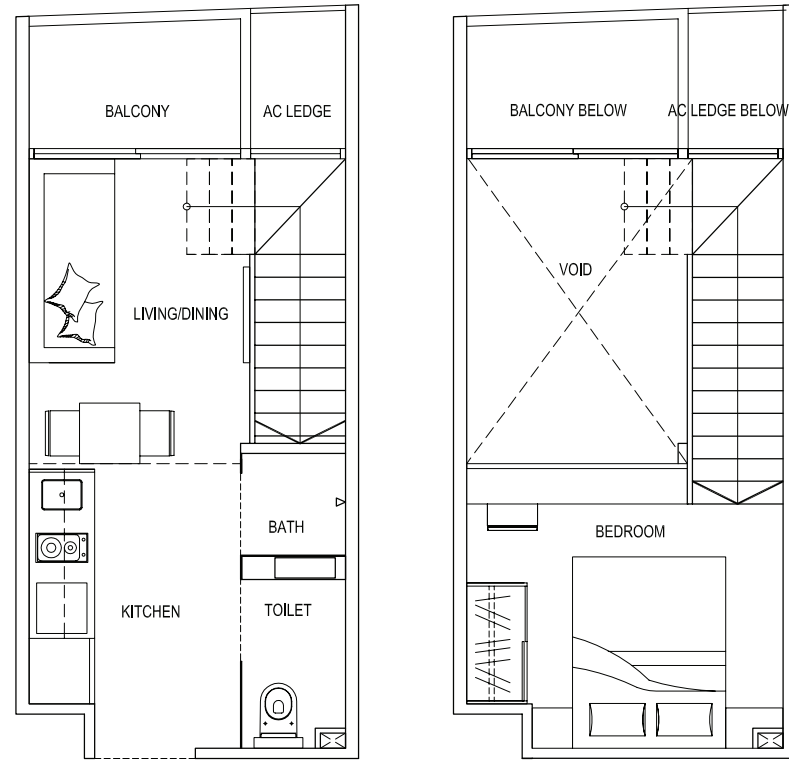 BALCONY
AC LEDGE
LIVING/DINING
BATH
KITCHEN
TOILET
BALCONY BELOW
AC LEDGE BELOW
VOID
BEDROOM